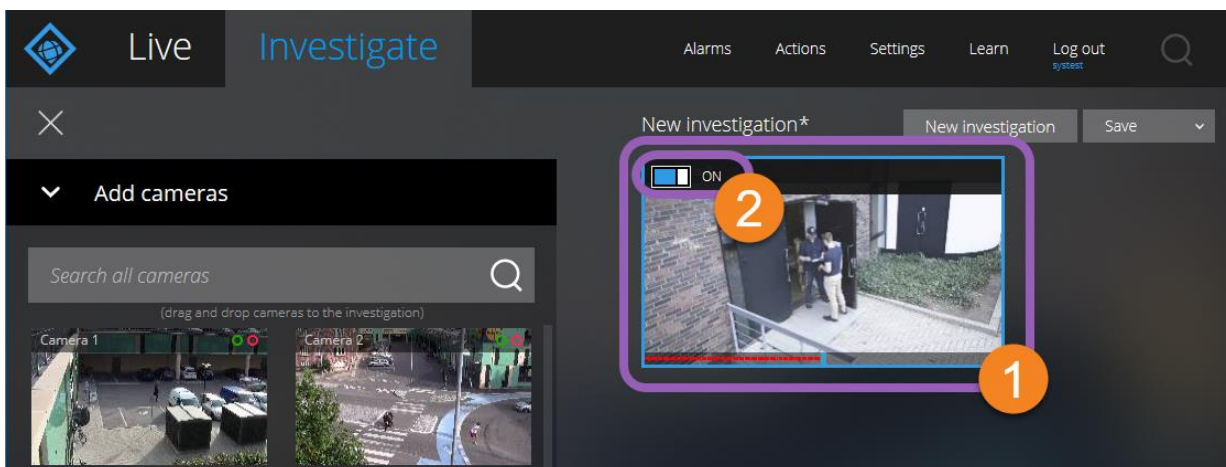 Live Investigate Alarms Actions Settings Learn Log out
systest
New investigation* New investigation Save
ON
Add cameras
2
Search all cameras
(drag and drop cameras to the investigation)
Camera 1 Camera 2
1